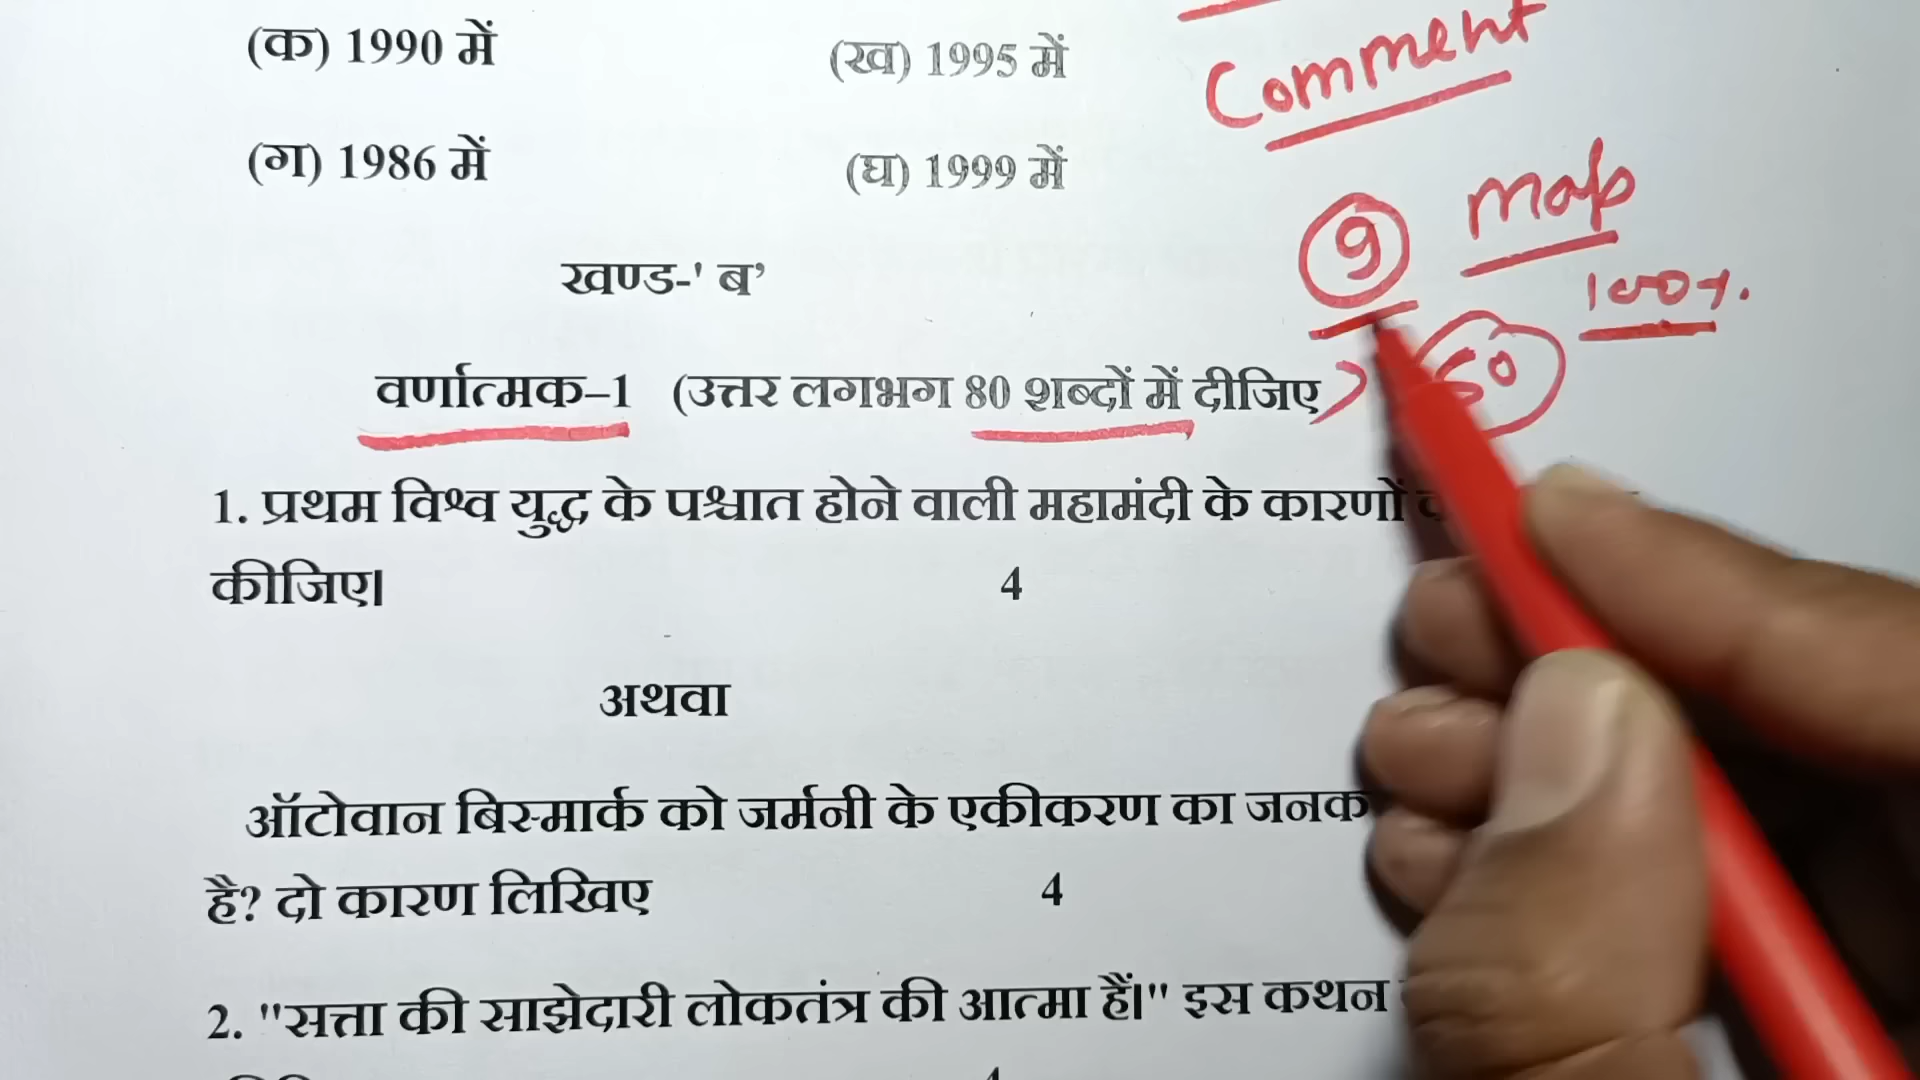 (क) 1990 में (ख) 1995 में
Comment
(ग) 1986 में (घ) 1999 में
9 Map
100%.
खण्ड-' ब’
वर्णात्मक–1 (उत्तर लगभग 80 शब्दों में दीजिए)
1. प्रथम विश्व युद्ध के पश्चात होने वाली महामंदी के कारणों
कीजिए। 4
अथवा
ऑटोवान बिस्मार्क को जर्मनी के एकीकरण का जनक
है? दो कारण लिखिए 4
2. "सत्ता की साझेदारी लोकतंत्र की आत्मा हैं।" इस कथन